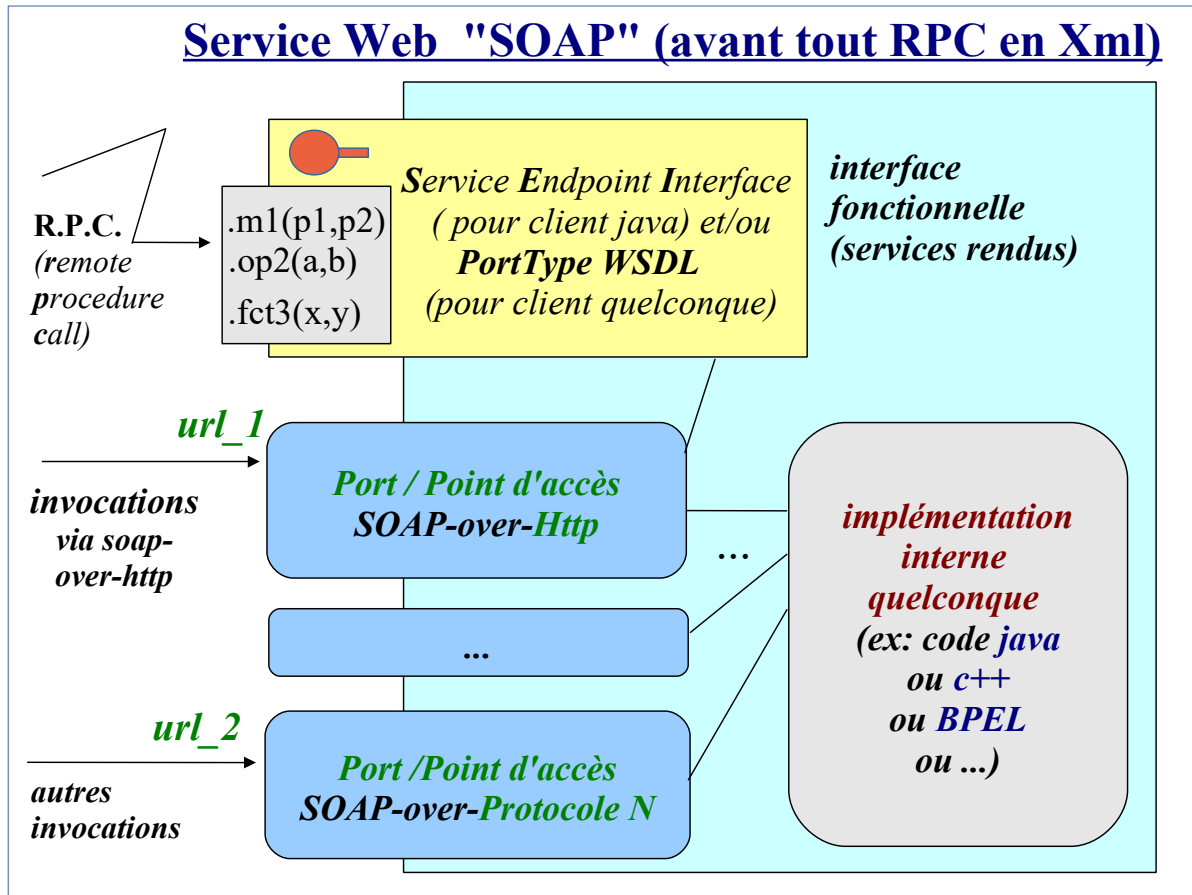 Service Web "SOAP" (avant tout RPC en Xml)
R.P.C.
(remote
procedure
call)
.m1(p1,p2)
.op2(a,b)
.fct3(x,y)
Service Endpoint Interface
( pour client java) et/ou
PortType WSDL
(pour client quelconque)
interface
fonctionnelle
(services rendus)
url_1
invocations
via soap-
over-http
Port / Point d'accès
SOAP-over-Http
...
...
url_2
autres
invocations
Port /Point d'accès
SOAP-over-Protocole N
implémentation
interne
quelconque
(ex: code java
ou c++
ou BPEL
ou ...)